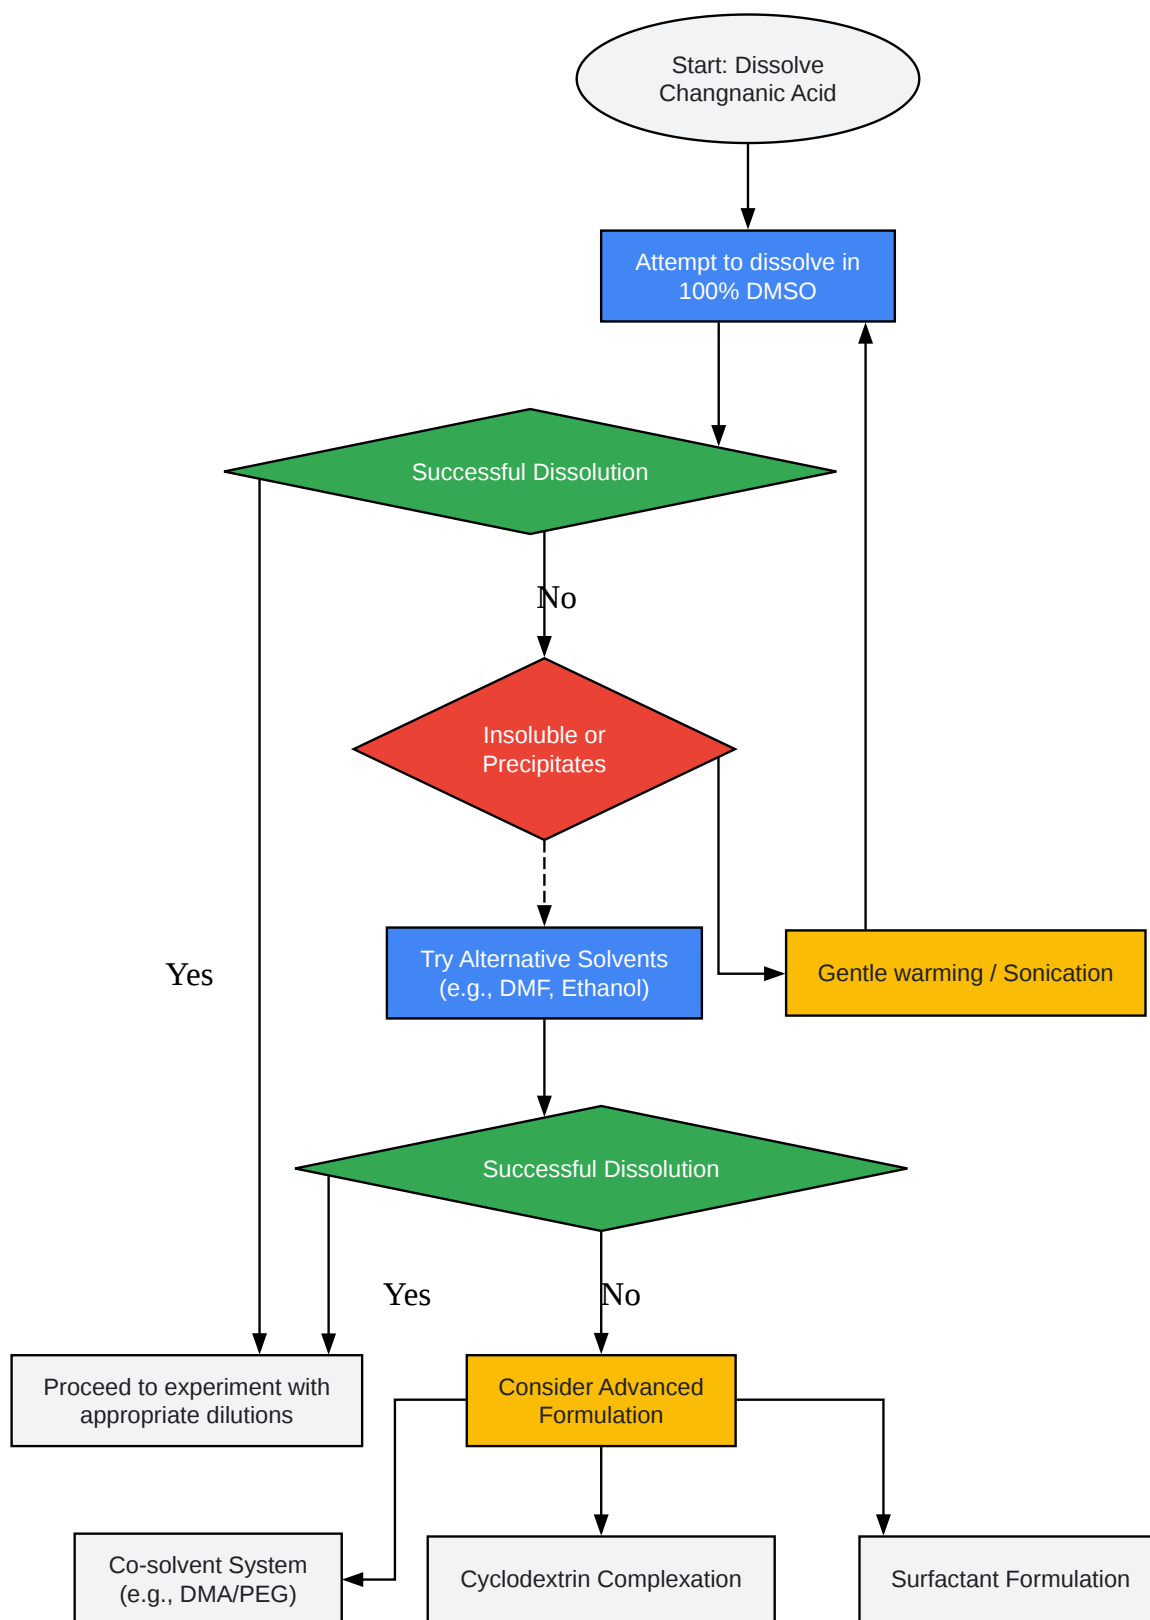 Start: Dissolve
Changnanic Acid
Attempt to dissolve in
100% DMSO
Successful Dissolution
No
Insoluble or
Precipitates
Try Alternative Solvents
(e.g., DMF, Ethanol)
Yes
Gentle warming / Sonication
Successful Dissolution
Yes
No
Proceed to experiment with
appropriate dilutions
Consider Advanced
Formulation
Co-solvent System
(e.g., DMA/PEG)
Cyclodextrin Complexation
Surfactant Formulation